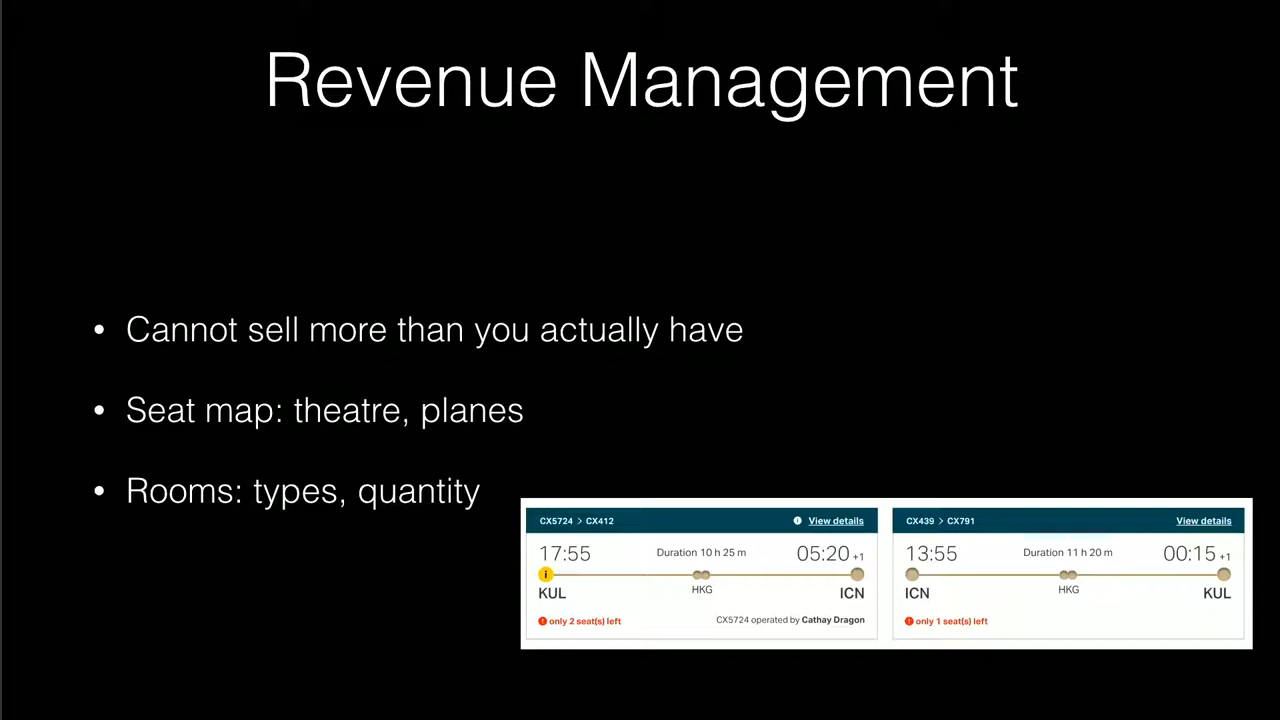 Revenue Management
• Cannot sell more than you actually have
• Seat map: theatre, planes
• Rooms: types, quantity
CX5724 > CX412 i View details
17:55 Duration 10 h 25 m 05:20 +1
i
KUL HKG ICN
! only 2 seat(s) left CX5724 operated by Cathay Dragon
CX439 > CX791 View details
13:55 Duration 11 h 20 m 00:15 +1
ICN HKG KUL
! only 1 seat(s) left